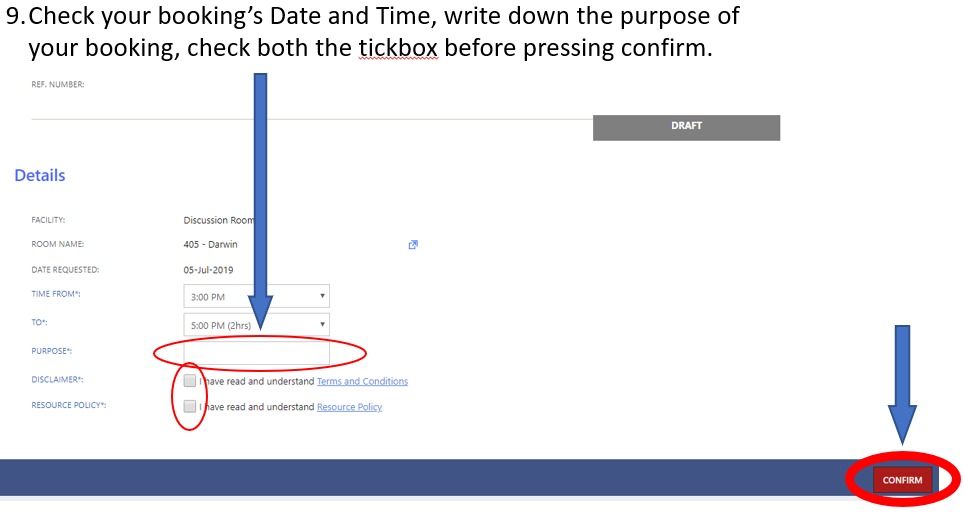 9. Check your booking’s Date and Time, write down the purpose of
your booking, check both the tickbox before pressing confirm.
REF. NUMBER:
DRAFT
Details
FACILITY: Discussion Room
ROOM NAME: 405 - Darwin
DATE REQUESTED: 05-Jul-2019
TIME FROM*: 3:00 PM
TO*: 5:00 PM (2hrs)
PURPOSE*:
DISCLAIMER*: I have read and understand Terms and Conditions
RESOURCE POLICY*: I have read and understand Resource Policy
CONFIRM